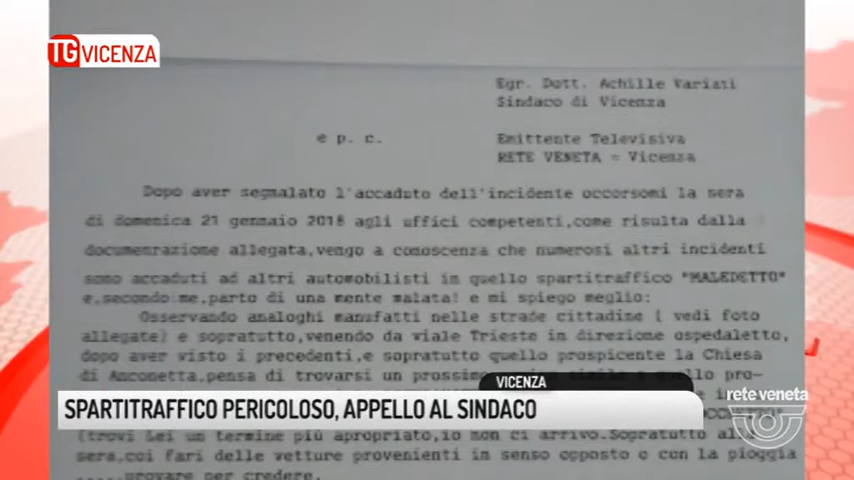 TG VICENZA
Egr. Dott. Achille Variati
Sindaco di Vicenza
e p. c.
Emittente Televisiva
RETE VENETA = Vicenza
Dopo aver segnalato l'accaduto dell'incidente occorsomi la sera
di domenica 21 gennaio 2018 agli uffici competenti,come risulta dalla
documentazione allegata,vengo a conoscenza che numerosi altri incidenti
sono accaduti ad altri automobilisti in quello spartitraffico "MALEDETTO"
e,secondo me,parto di una mente malata! e mi spiego meglio:
Osservando analoghi manufatti nelle strade cittadine ( vedi foto
allegate) e sopratutto,venendo da viale Trieste in direzione ospedaletto,
dopo aver visto i precedenti,e sopratutto quello prospicente la Chiesa
di Anconetta,pensa di trovarsi un prossimo quello pro-
VICENZA
SPARTITRAFFICO PERICOLOSO, APPELLO AL SINDACO
rete veneta
(trovi Lei un termine più apropriato,io non ci arrivo.Sopratutto alla
sera,coi fari delle vetture provenienti in senso opposto o con la pioggia
.....provare per credere.